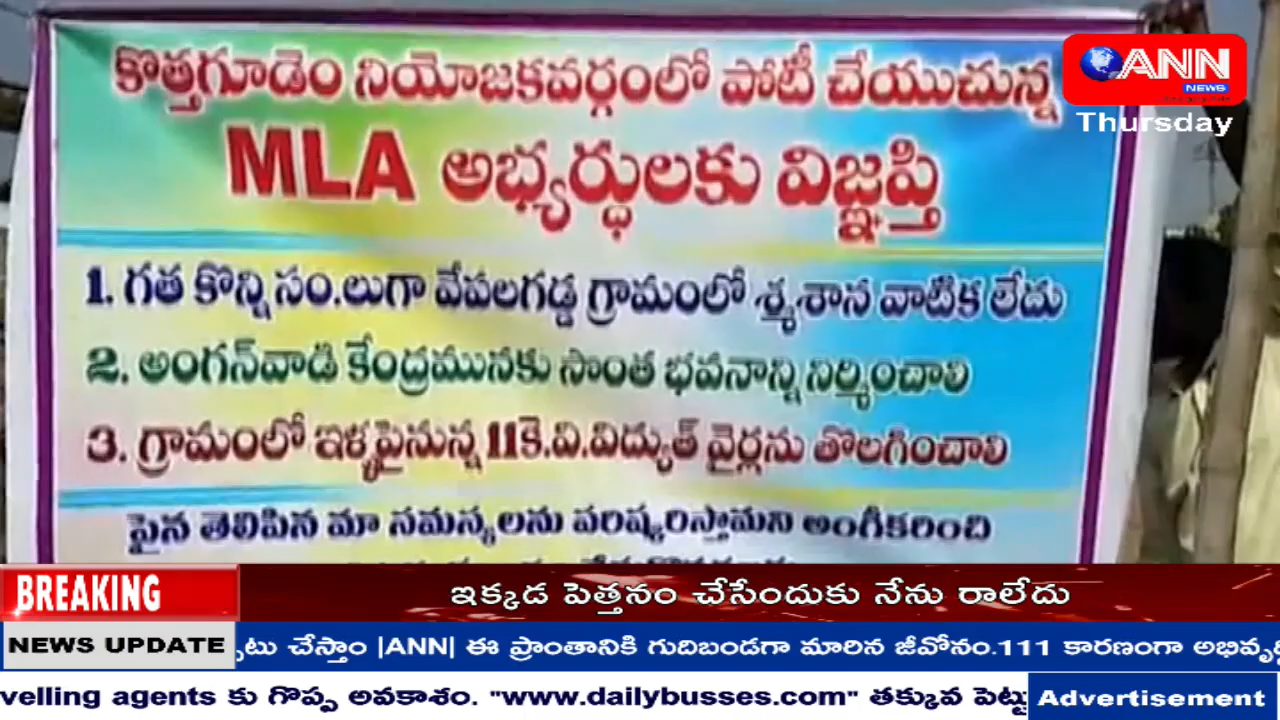 కొత్తగూడెం నియోజకవర్గంలో పోటీ చేయుచున్న
MLA అభ్యర్థులకు విజ్ఞప్తి
1. గత కొన్ని సం.లుగా వేపలగడ్డ గ్రామంలో శ్మశాన వాటిక లేదు
2. అంగన్‌వాడి కేంద్రమునకు సొంత భవనాన్ని నిర్మించాలి
3. గ్రామంలో ఇళ్ళపైనున్న 11కె.వి.విద్యుత్ వైర్లను తొలగించాలి
పైన తెలిపిన మా సమస్యలను పరిష్కరిస్తామని అంగీకరించి
ANN
NEWS
Thursday
BREAKING
ఇక్కడ పెత్తనం చేసేందుకు నేను రాలేదు
NEWS UPDATE
టు చేస్తాం |ANN| ఈ ప్రాంతానికి గుదిబండగా మారిన జీవోనం.111 కారణంగా
velling agents కు గొప్ప అవకాశం. "www.dailybusses.com" తక్కువ పెట్టు
Advertisement